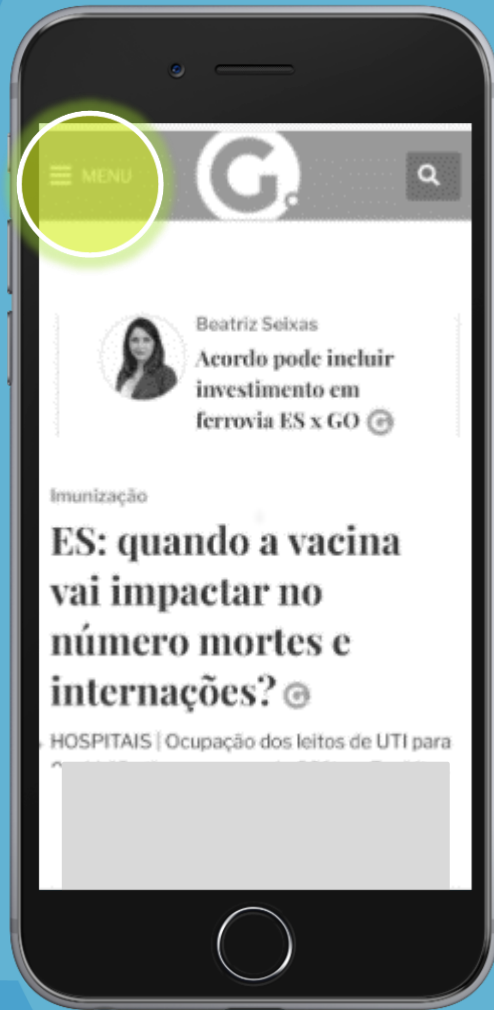 MENU
G.
Beatriz Seixas
Acordo pode incluir
investimento em
ferrovia ES x GO G
Imunização
ES: quando a vacina
vai impactar no
número mortes e
internações? G
HOSPITAIS | Ocupação dos leitos de UTI para